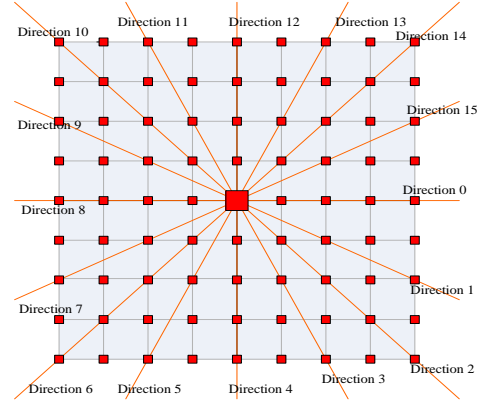 Direction 11
Direction 12
Direction 13
Direction 10
Direction 14
Direction 15
Direction 9
Direction 0
Direction 8
Direction 1
Direction 7
Direction 2
Direction 3
Direction 6
Direction 5
Direction 4